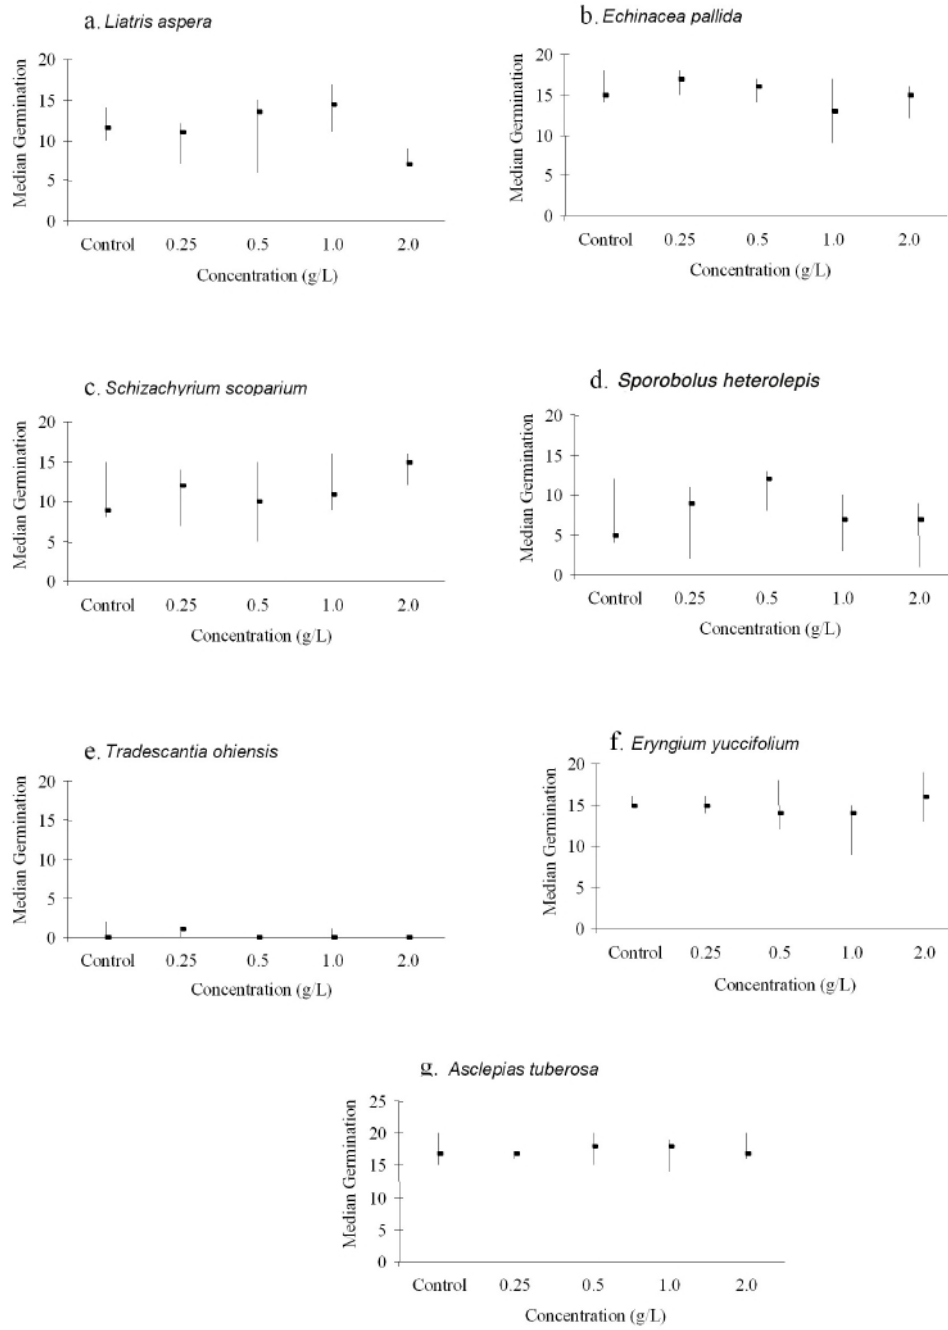 a. Liatris aspera
20
15
10
5
0
Median Germination
Control 0.25 0.5 1.0 2.0
Concentration (g/L)
b. Echinacea pallida
20
15
10
5
0
Median Germination
Control 0.25 0.5 1.0 2.0
Concentration (g/L)
c. Schizachyrium scoparium
20
15
10
5
0
Median Germination
Control 0.25 0.5 1.0 2.0
Concentration (g/L)
d. Sporobolus heterolepis
20
15
10
5
0
Median Germination
Control 0.25 0.5 1.0 2.0
Concentration (g/L)
e. Tradescantia ohiensis
20
15
10
5
0
Median Germination
Control 0.25 0.5 1.0 2.0
Concentration (g/L)
f. Eryngium yuccifolium
20
15
10
5
0
Median Germination
Control 0.25 0.5 1.0 2.0
Concentration (g/L)
g. Asclepias tuberosa
25
20
15
10
5
0
Median Germination
Control 0.25 0.5 1.0 2.0
Concentration (g/L)